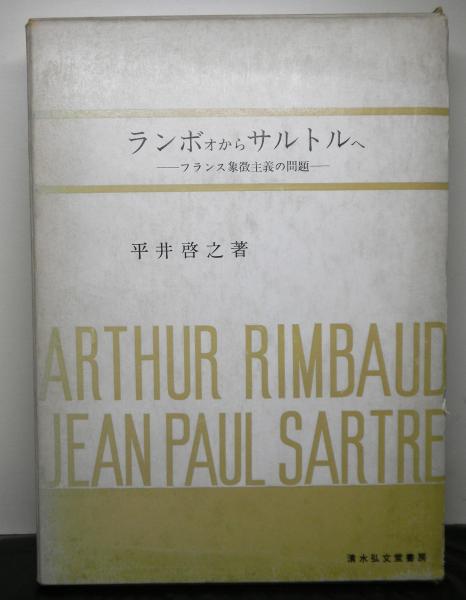 ランボオからサルトルへ
——フランス象徴主義の問題——
平井啓之著
ARTHUR RIMBAUD
JEAN PAUL SARTRE
清水弘文堂書房